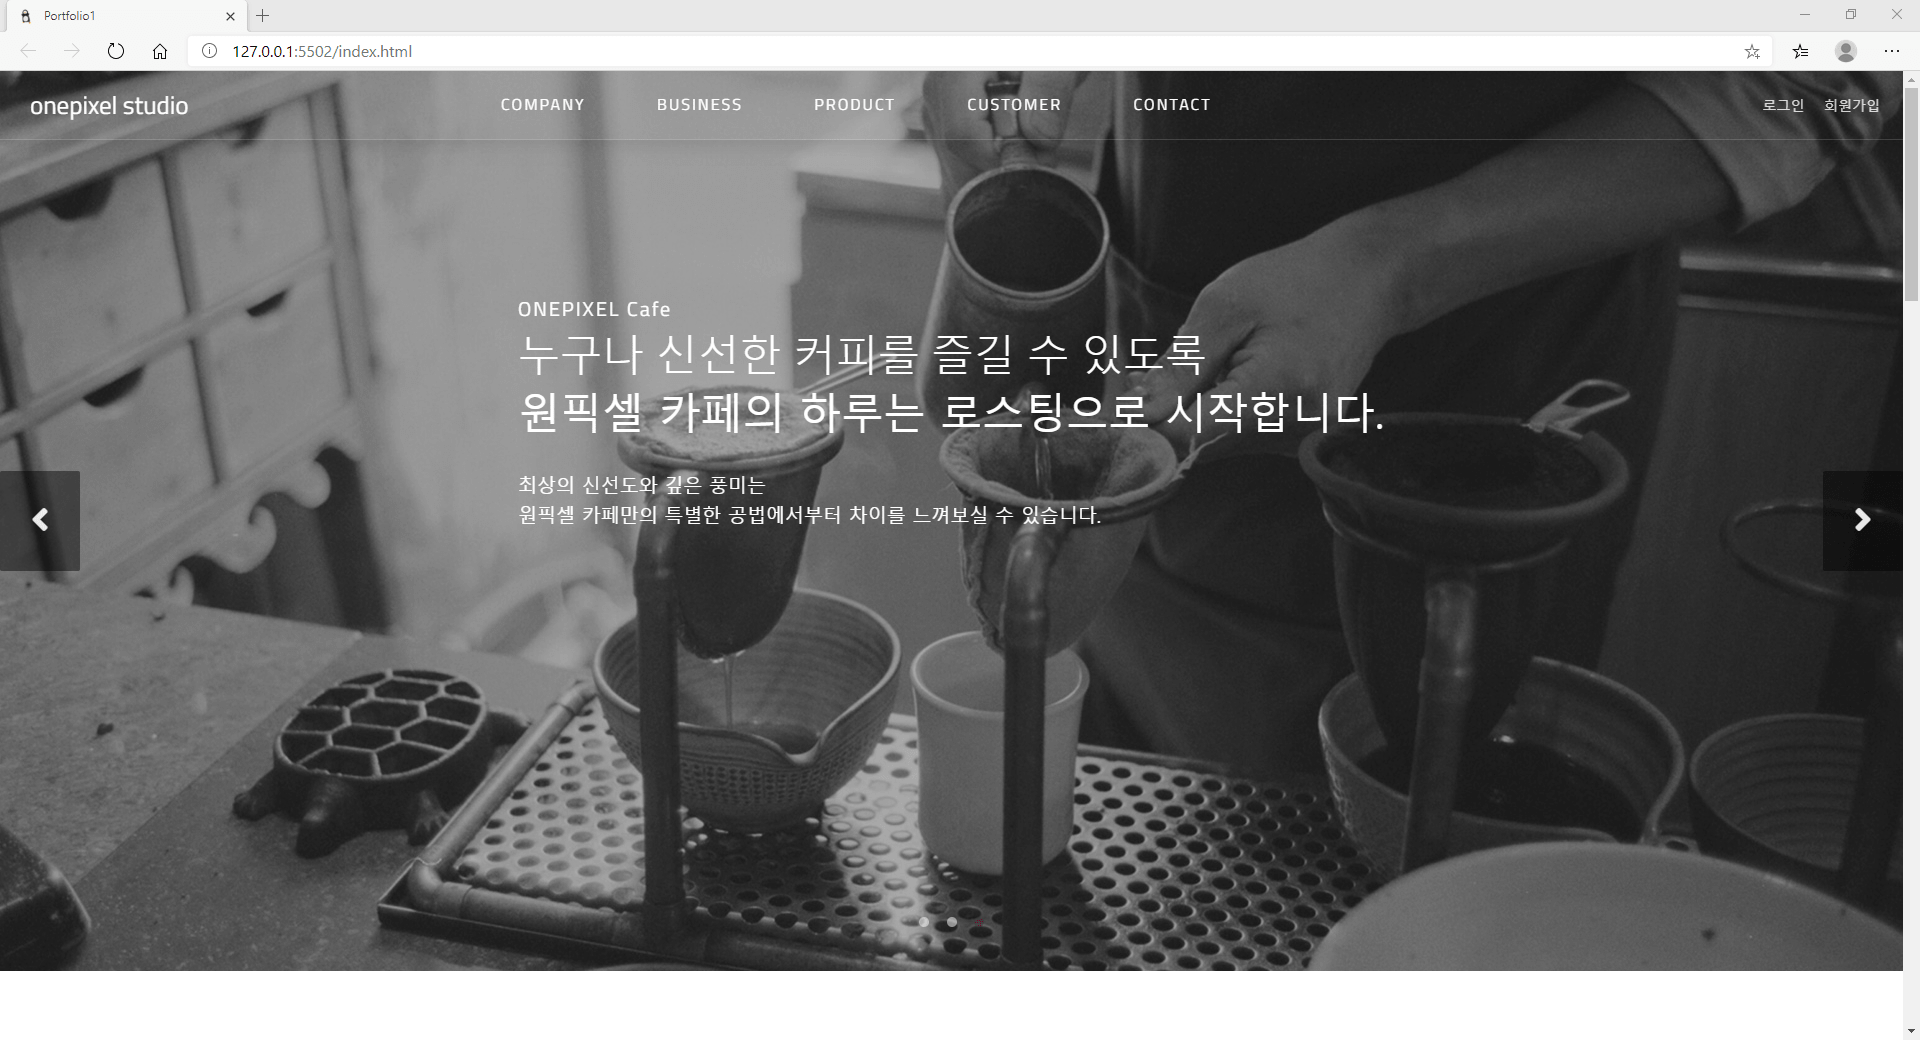 Portfolio1
127.0.0.1:5502/index.html
onepixel studio
COMPANY
BUSINESS
PRODUCT
CUSTOMER
CONTACT
로그인
회원가입
ONEPIXEL Cafe
누구나 신선한 커피를 즐길 수 있도록
원픽셀 카페의 하루는 로스팅으로 시작합니다.
최상의 신선도와 깊은 풍미는
원픽셀 카페만의 특별한 공법에서부터 차이를 느껴보실 수 있습니다.